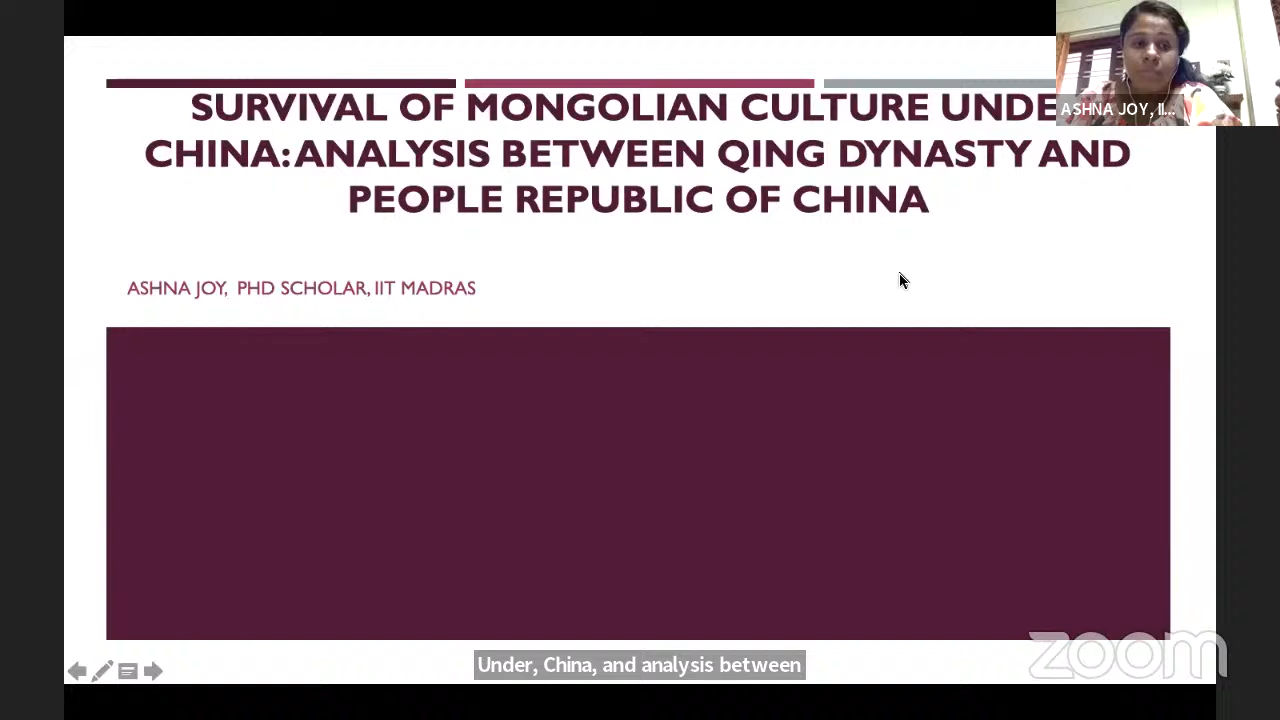 SURVIVAL OF MONGOLIAN CULTURE UNDE
CHINA: ANALYSIS BETWEEN QING DYNASTY AND
PEOPLE REPUBLIC OF CHINA
ASHNA JOY, II...
ASHNA JOY, PHD SCHOLAR, IIT MADRAS
Under, China, and analysis between
zoom